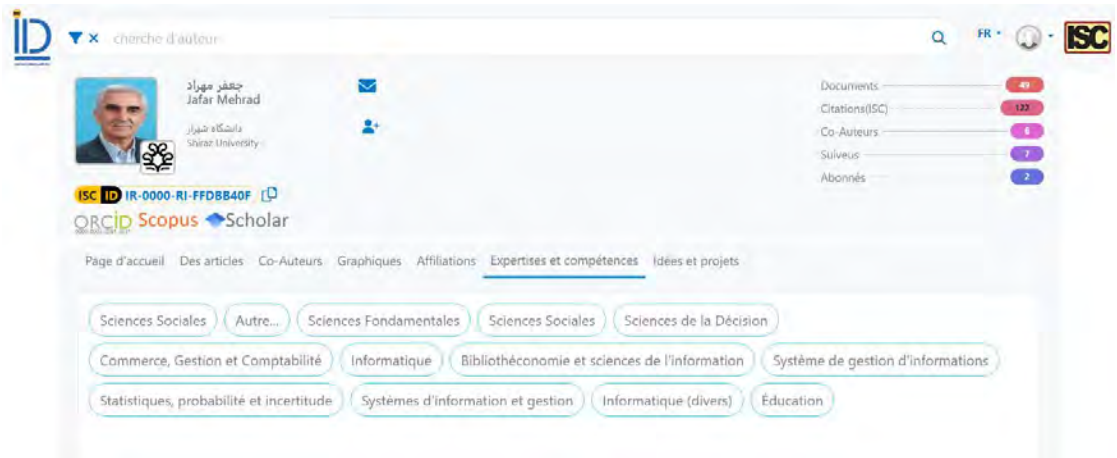 ID
cherche d'auteur
FR
ISC
جعفر مهراد
Jafar Mehrad
دانشگاه شیراز
Shiraz University
Documents 49
Citations(ISC) 122
Co-Auteurs 6
Suiveus 7
Abonnés 2
ISC ID IR-0000-RI-FFDBB40F
ORCID Scopus Scholar
Page d'accueil Des articles Co-Auteurs Graphiques Affiliations Expertises et compétences Idées et projets
Sciences Sociales Autre... Sciences Fondamentales Sciences Sociales Sciences de la Décision
Commerce, Gestion et Comptabilité Informatique Bibliothéconomie et sciences de l'information Système de gestion d'informations
Statistiques, probabilité et incertitude Systèmes d'information et gestion Informatique (divers) Éducation